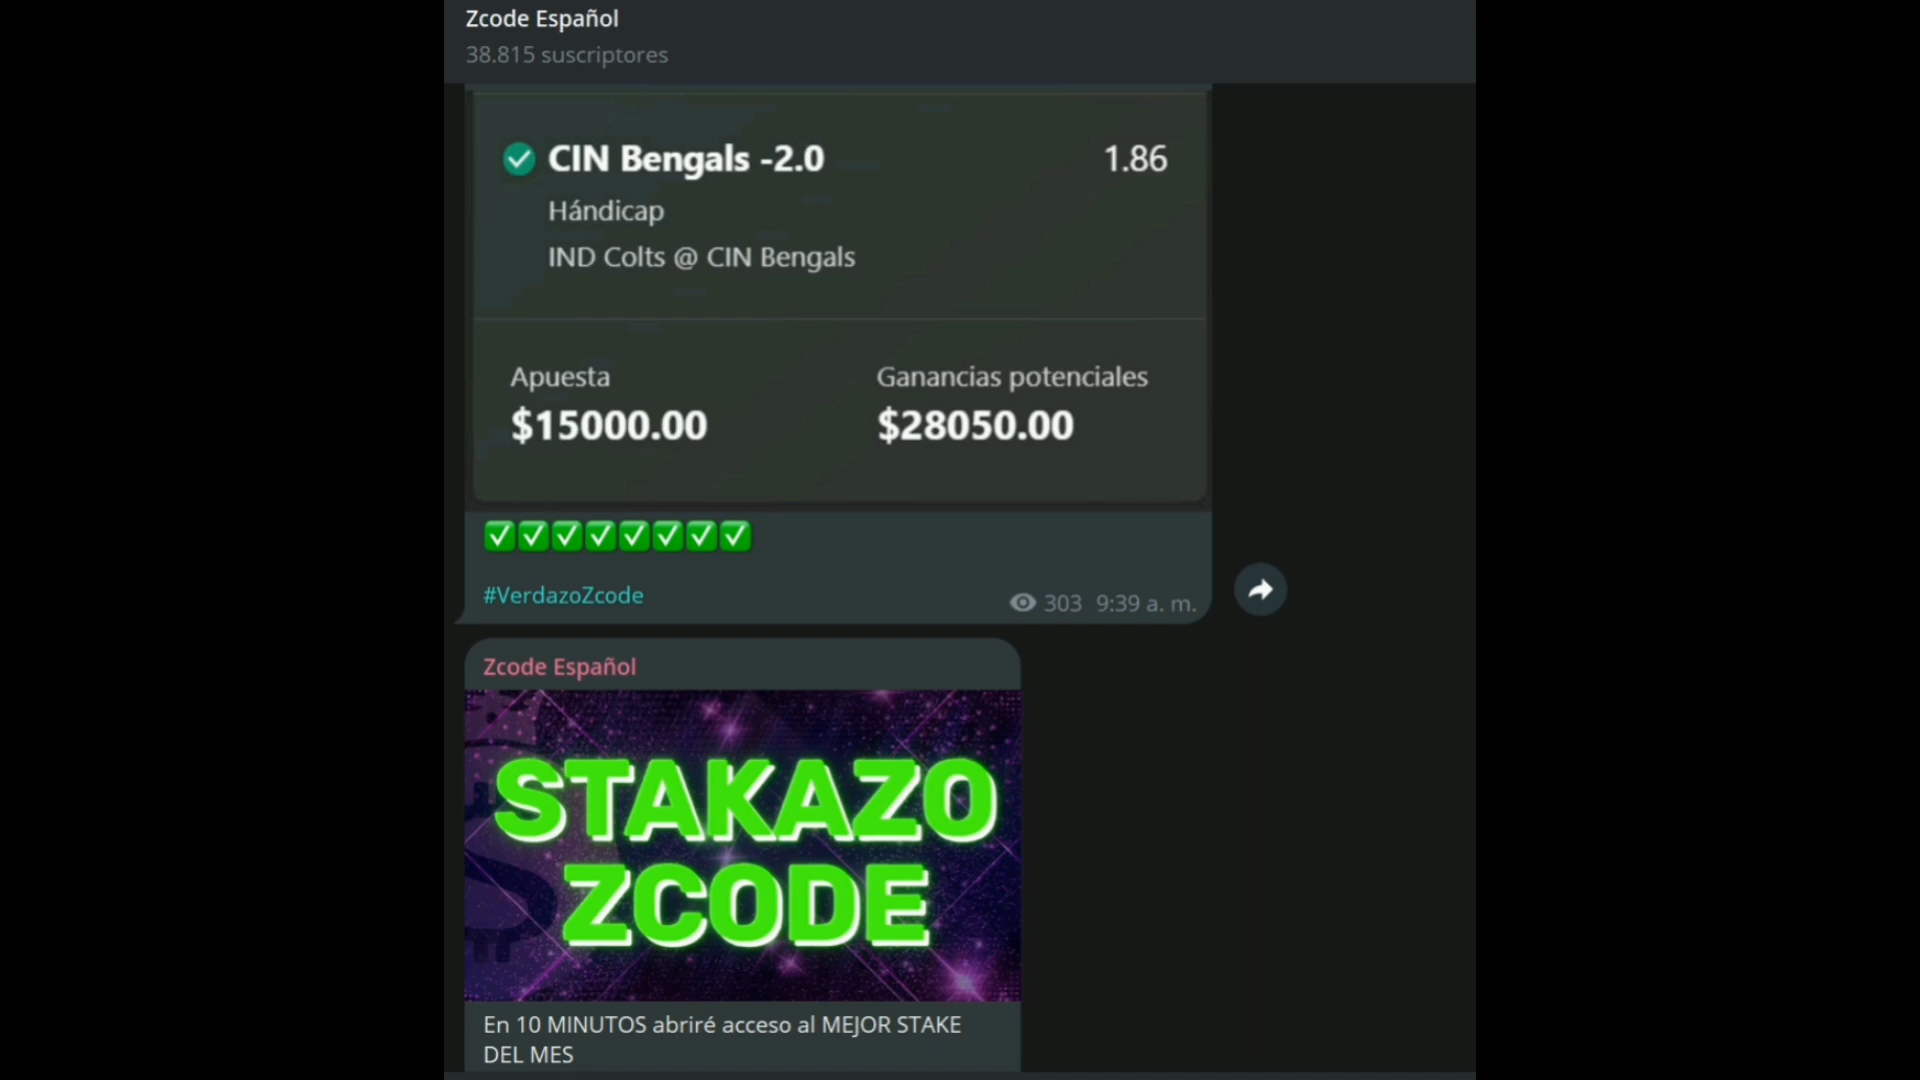 Zcode Español
38.815 suscriptores
CIN Bengals -2.0 1.86
Hándicap
IND Colts @ CIN Bengals
Apuesta Ganancias potenciales
$15000.00 $28050.00
#VerdazoZcode 303 9:39 a. m.
Zcode Español
STAKAZO
ZCODE
En 10 MINUTOS abriré acceso al MEJOR STAKE
DEL MES